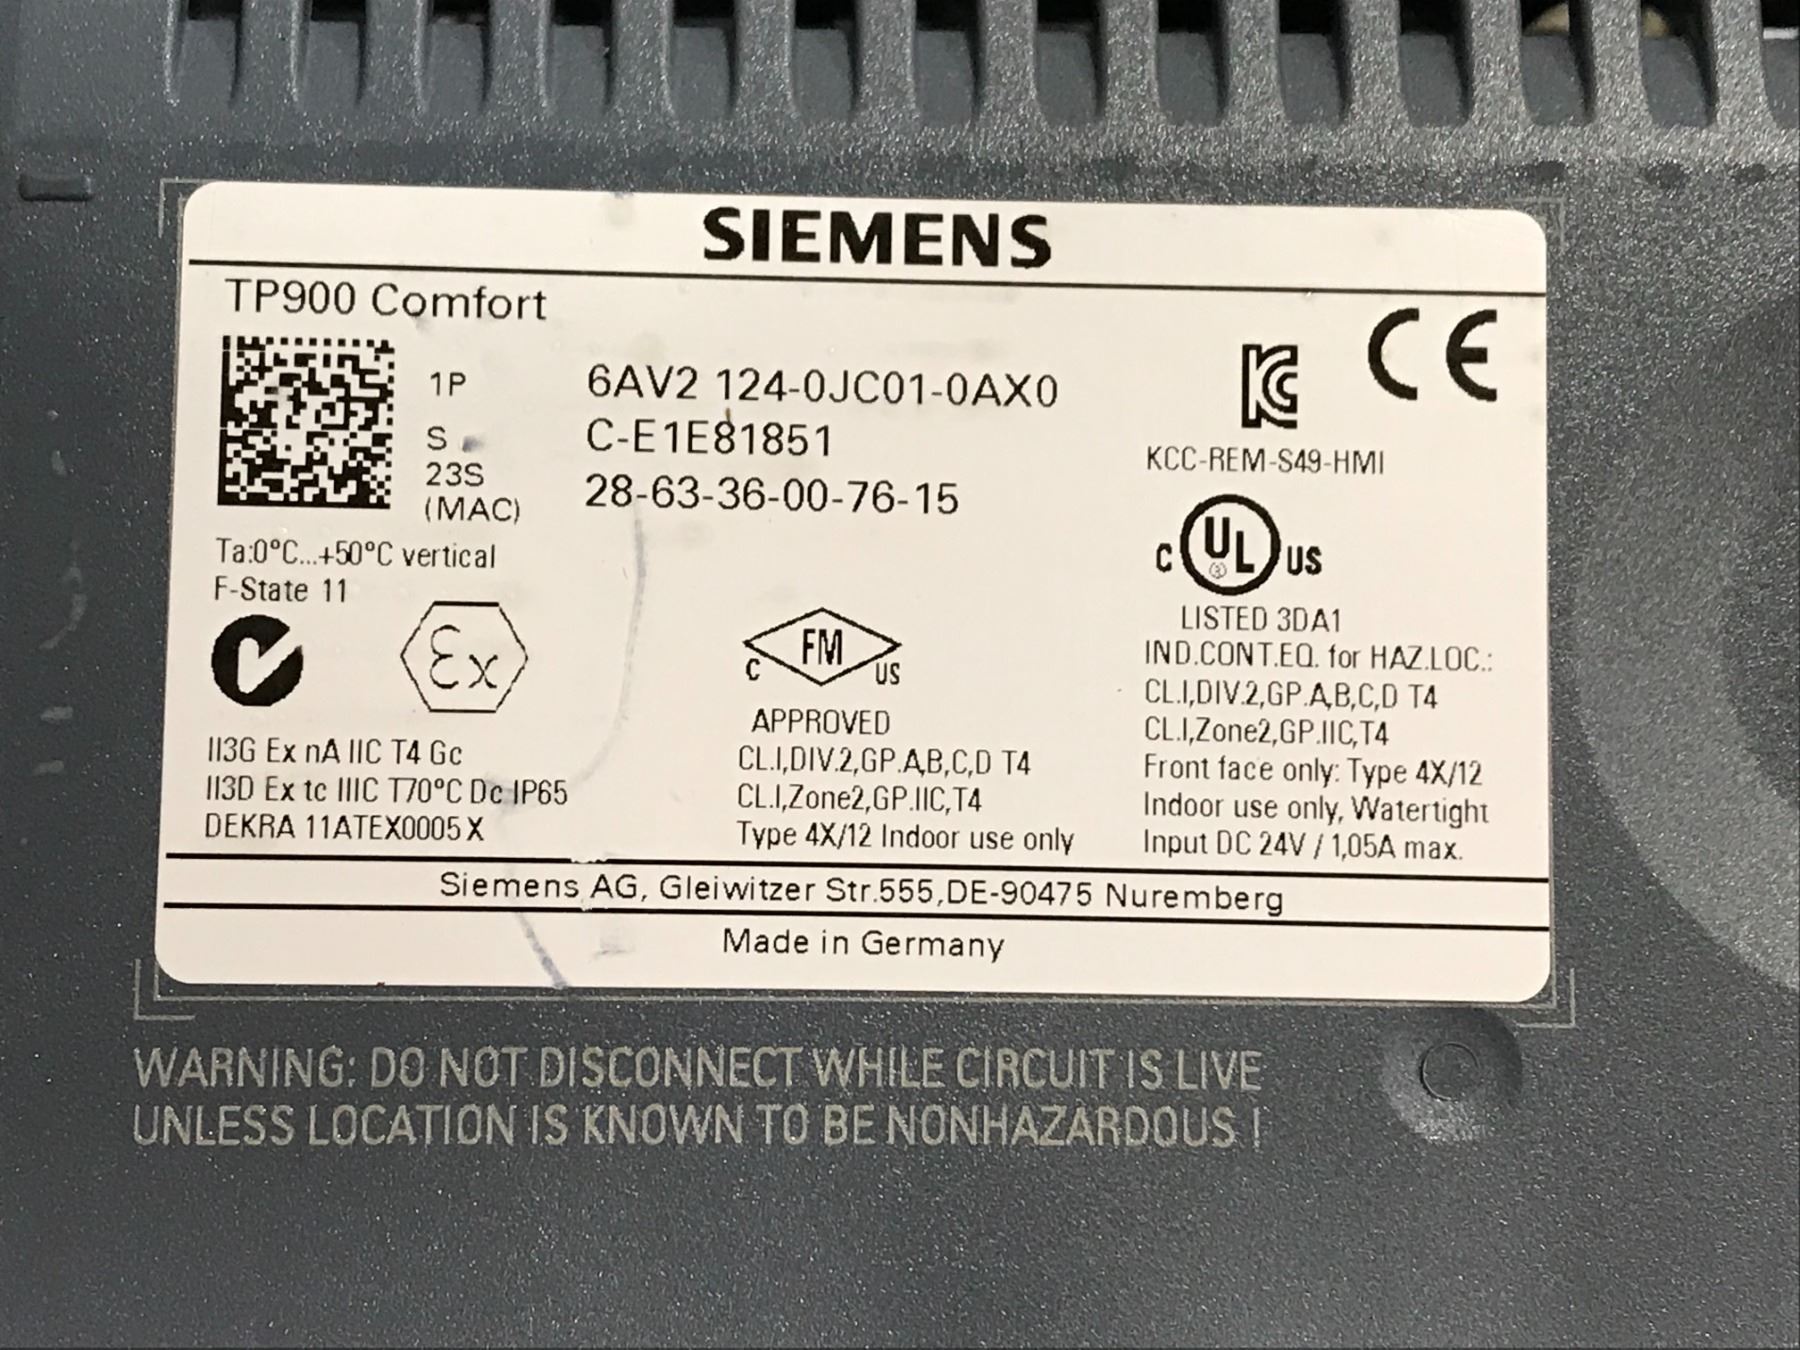 SIEMENS
TP900 Comfort
1P 6AV2 124-0JC01-0AX0
S C-E1E81851
23S
(MAC) 28-63-36-00-76-15
Ta:0°C...+50°C vertical
F-State 11
Ex
II3G Ex nA IIC T4 Gc
II3D Ex tc IIIC T70°C Dc IP65
DEKRA 11ATEX0005 X
FM
C US
APPROVED
CL.I,DIV.2,GP.A,B,C,D T4
CL.I,Zone2,GP.IIC,T4
Type 4X/12 Indoor use only
CE
KC
KCC-REM-S49-HMI
C UL US
LISTED 3DA1
IND.CONT.EQ. for HAZ.LOC.:
CL.I,DIV.2,GP.A,B,C,D T4
CL.I,Zone2,GP.IIC,T4
Front face only: Type 4X/12
Indoor use only, Watertight
Input DC 24V / 1,05A max.
Siemens AG, Gleiwitzer Str.555,DE-90475 Nuremberg
Made in Germany
WARNING: DO NOT DISCONNECT WHILE CIRCUIT IS LIVE
UNLESS LOCATION IS KNOWN TO BE NONHAZARDOUS !